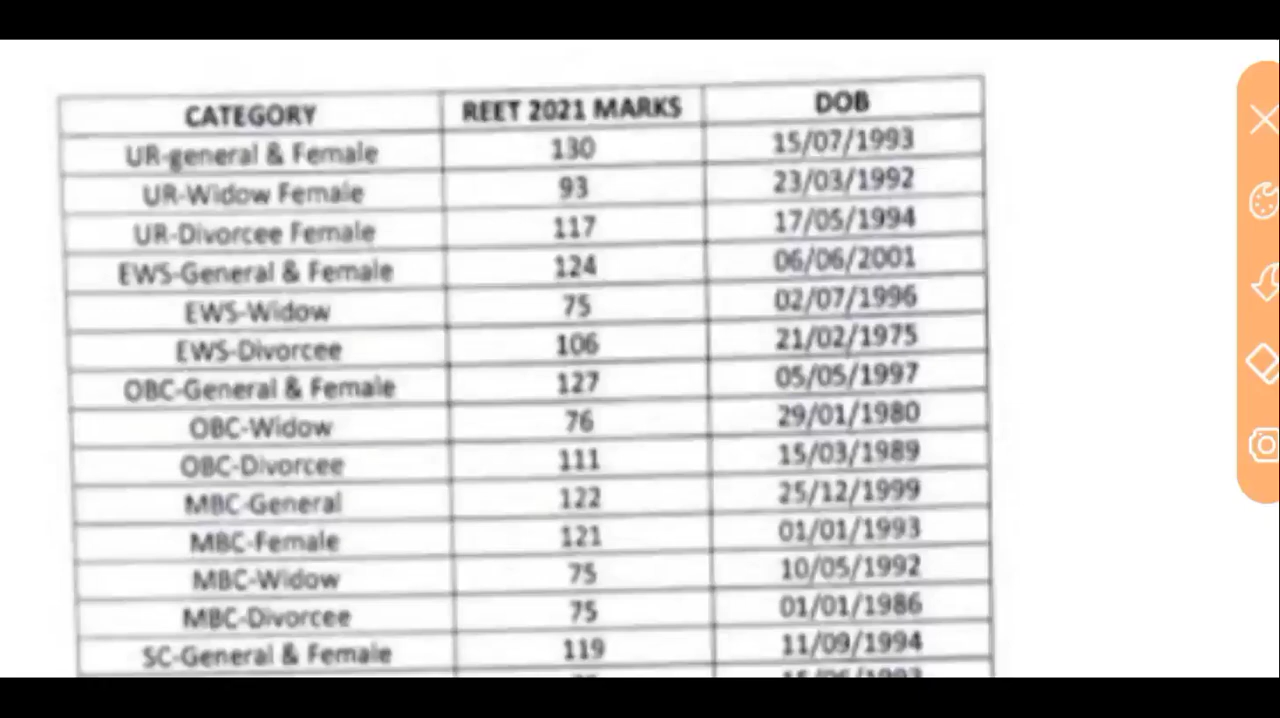 CATEGORY REET 2021 MARKS DOB
UR-general & Female 130 15/07/1993
UR-Widow Female 93 23/03/1992
UR-Divorcee Female 117 17/05/1994
EWS-General & Female 124 06/06/2001
EWS-Widow 75 02/07/1996
EWS-Divorcee 106 21/02/1975
OBC-General & Female 127 05/05/1997
OBC-Widow 76 29/01/1980
OBC-Divorcee 111 15/03/1989
MBC-General 122 25/12/1999
MBC-Female 121 01/01/1993
MBC-Widow 75 10/05/1992
MBC-Divorcee 75 01/01/1986
SC-General & Female 119 11/09/1994